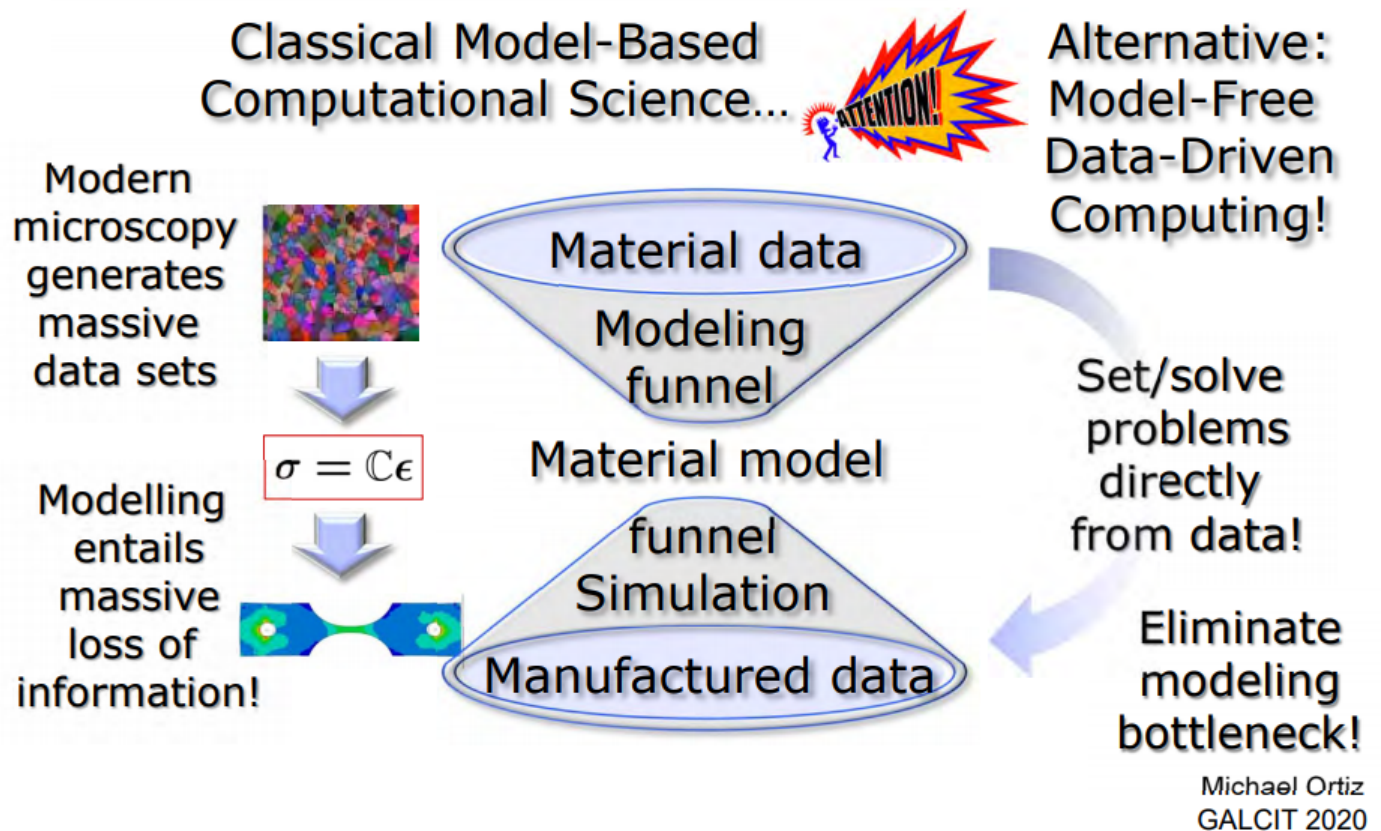 Classical Model-Based
Computational Science...
ATTENTION!
Alternative:
Model-Free
Data-Driven
Computing!
Modern
microscopy
generates
massive
data sets
σ = ℂϵ
Modelling
entails
massive
loss of
information!
Material data
Modeling
funnel
Material model
funnel
Simulation
Manufactured data
Set/solve
problems
directly
from data!
Eliminate
modeling
bottleneck!
Michael Ortiz
GALCIT 2020